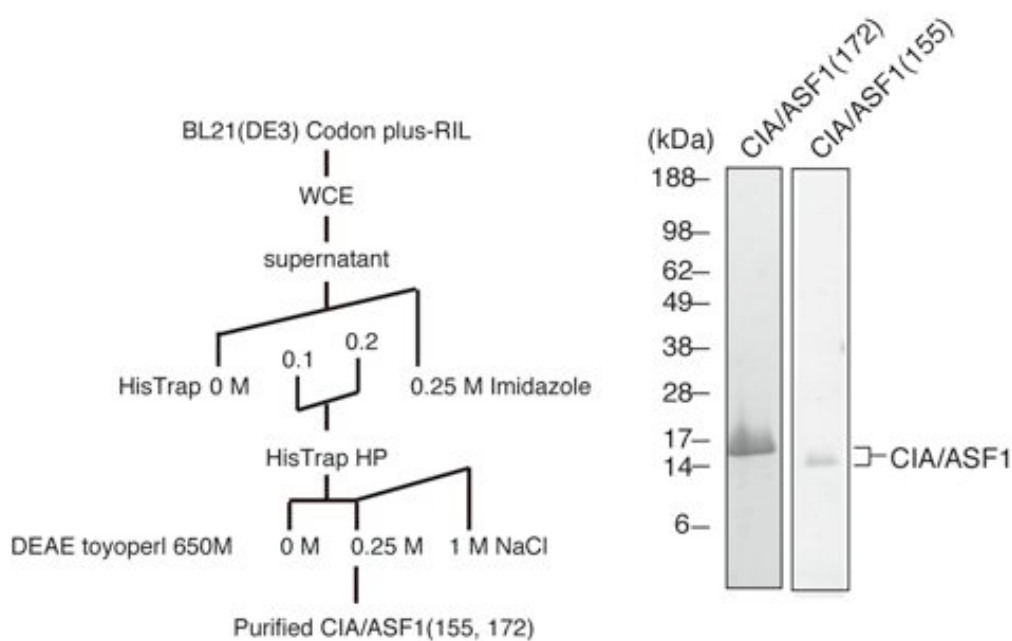 BL21(DE3) Codon plus-RIL
WCE
supernatant
0.1
0.2
HisTrap 0 M
0.25 M Imidazole
HisTrap HP
DEAE toyoperl 650M
0 M
0.25 M
1 M NaCl
Purified CIA/ASF1(155, 172)
(kDa)
CIA/ASF1(172)
CIA/ASF1(155)
188
98
62
49
38
28
17
14
6
CIA/ASF1